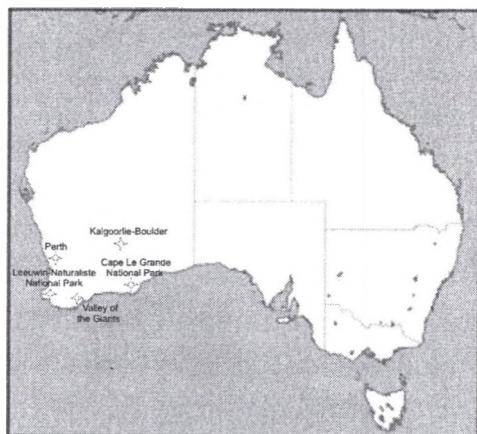 Perth
Kalgoorlie-Boulder
Leeuwin-Naturaliste
National Park
Cape Le Grande
National Park
Valley of
the Giants